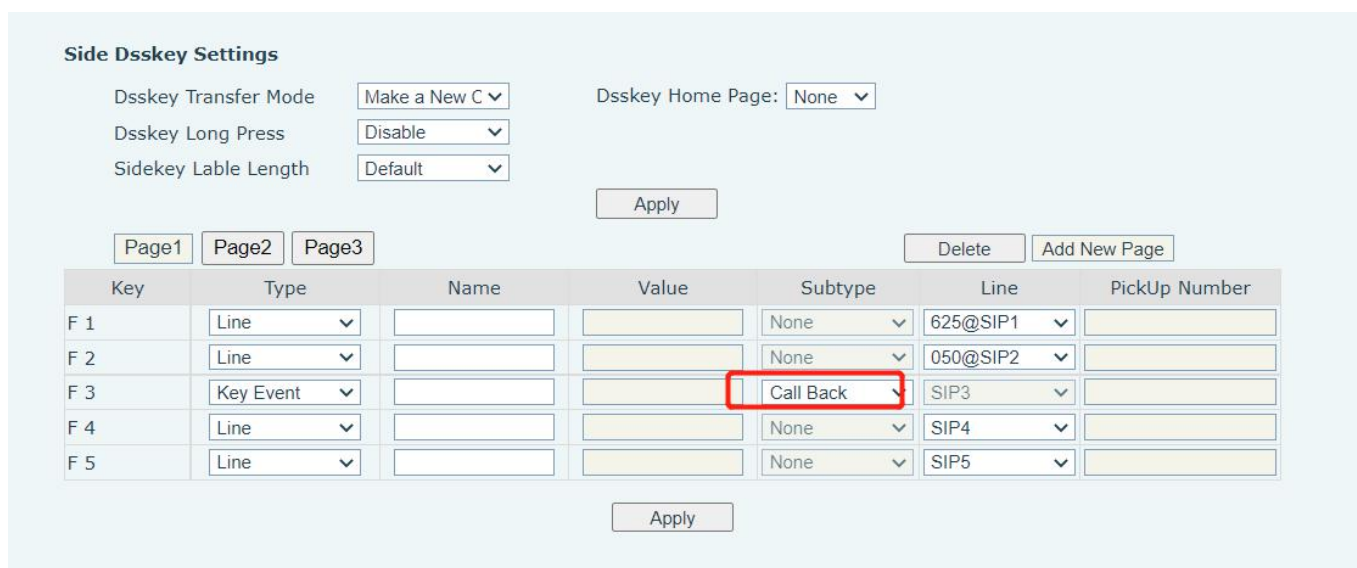 Side Dsskey Settings
Dsskey Transfer Mode Make a New C Dsskey Home Page: None
Dsskey Long Press Disable
Sidekey Lable Length Default
Apply
Page1 Page2 Page3 Delete Add New Page
Key Type Name Value Subtype Line PickUp Number
F 1 Line None 625@SIP1
F 2 Line None 050@SIP2
F 3 Key Event Call Back SIP3
F 4 Line None SIP4
F 5 Line None SIP5
Apply